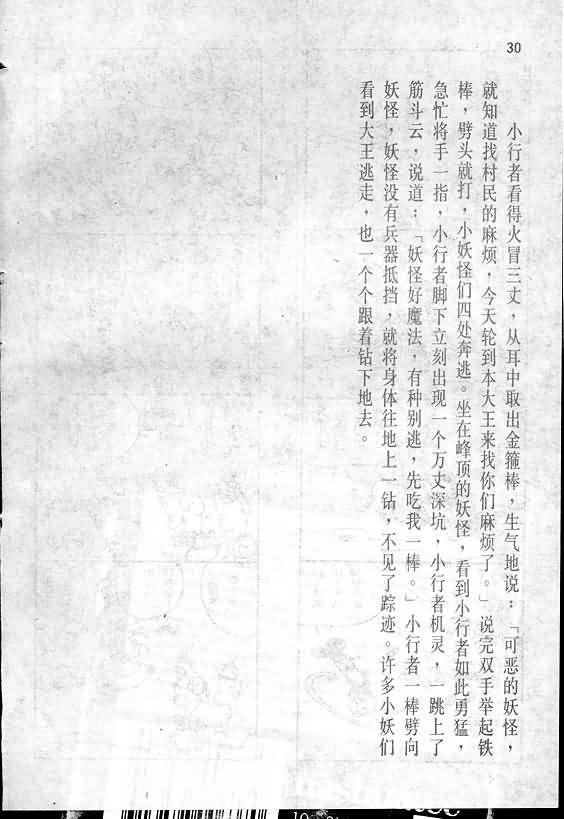 30
小行者看得火冒三丈，从耳中取出金箍棒，生气地说：「可恶的妖怪，
就知道找村民的麻烦，今天轮到本大王来找你们麻烦了。」说完双手举起铁
棒，劈头就打，小妖怪们四处奔逃。坐在峰顶的妖怪，看到小行者如此勇猛，
急忙将手一指，小行者脚下立刻出现一个万丈深坑，小行者机灵，一跳上了
筋斗云，说道：「妖怪好魔法，有种别逃，先吃我一棒。」小行者一棒劈向
妖怪，妖怪没有兵器抵挡，就将身体往地上一钻，不见了踪迹。许多小妖们
看到大王逃走，也一个个跟着钻下地去。